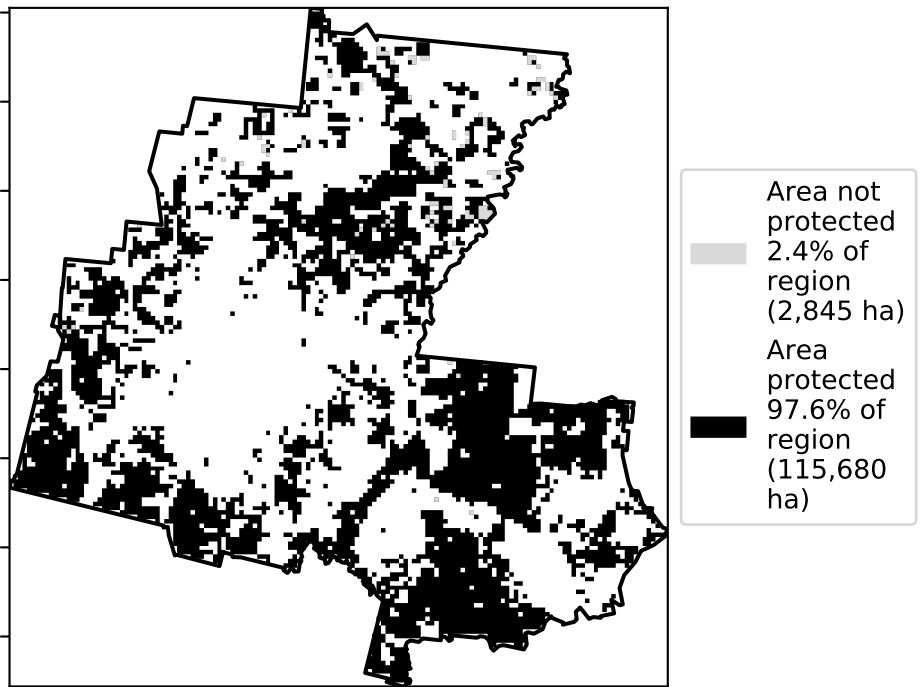 Area not
protected
2.4% of
region
(2,845 ha)
Area
protected
97.6% of
region
(115,680
ha)